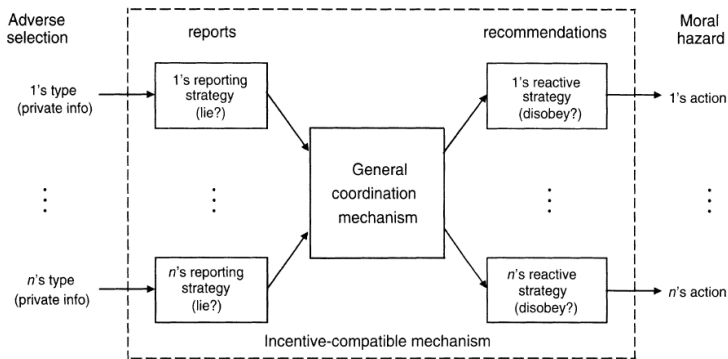 Adverse
selection
reports
recommendations
Moral
hazard
1's type
(private info)
1's reporting
strategy
(lie?)
1's reactive
strategy
(disobey?)
1's action
General
coordination
mechanism
n's type
(private info)
n's reporting
strategy
(lie?)
n's reactive
strategy
(disobey?)
n's action
Incentive-compatible mechanism